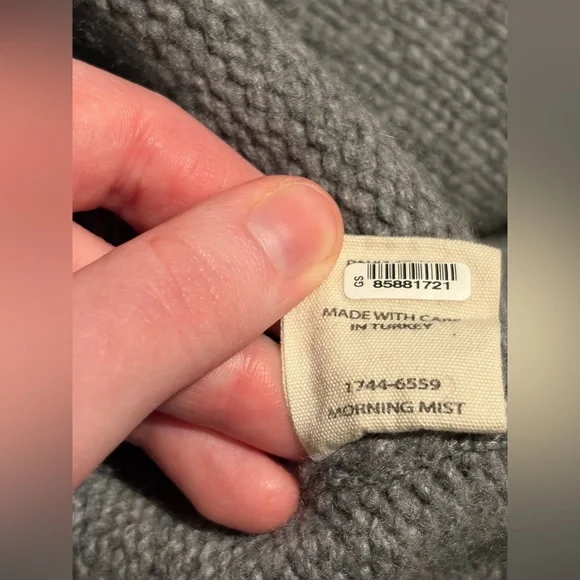 GS
85881721
MADE WITH CARE
IN TURKEY
1744-6559
MORNING MIST